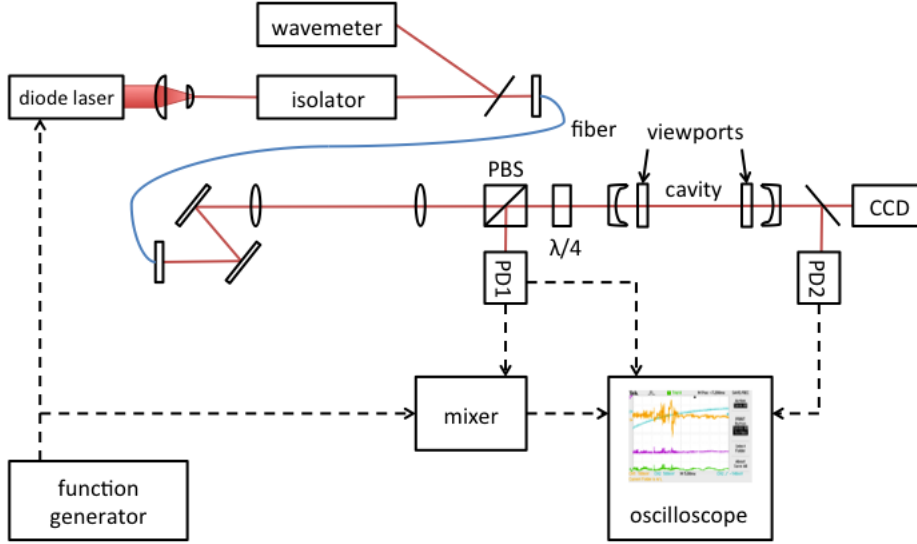 wavemeter
diode laser
isolator
fiber
viewports
PBS
cavity
CCD
λ/4
PD1
PD2
mixer
function
generator
oscilloscope